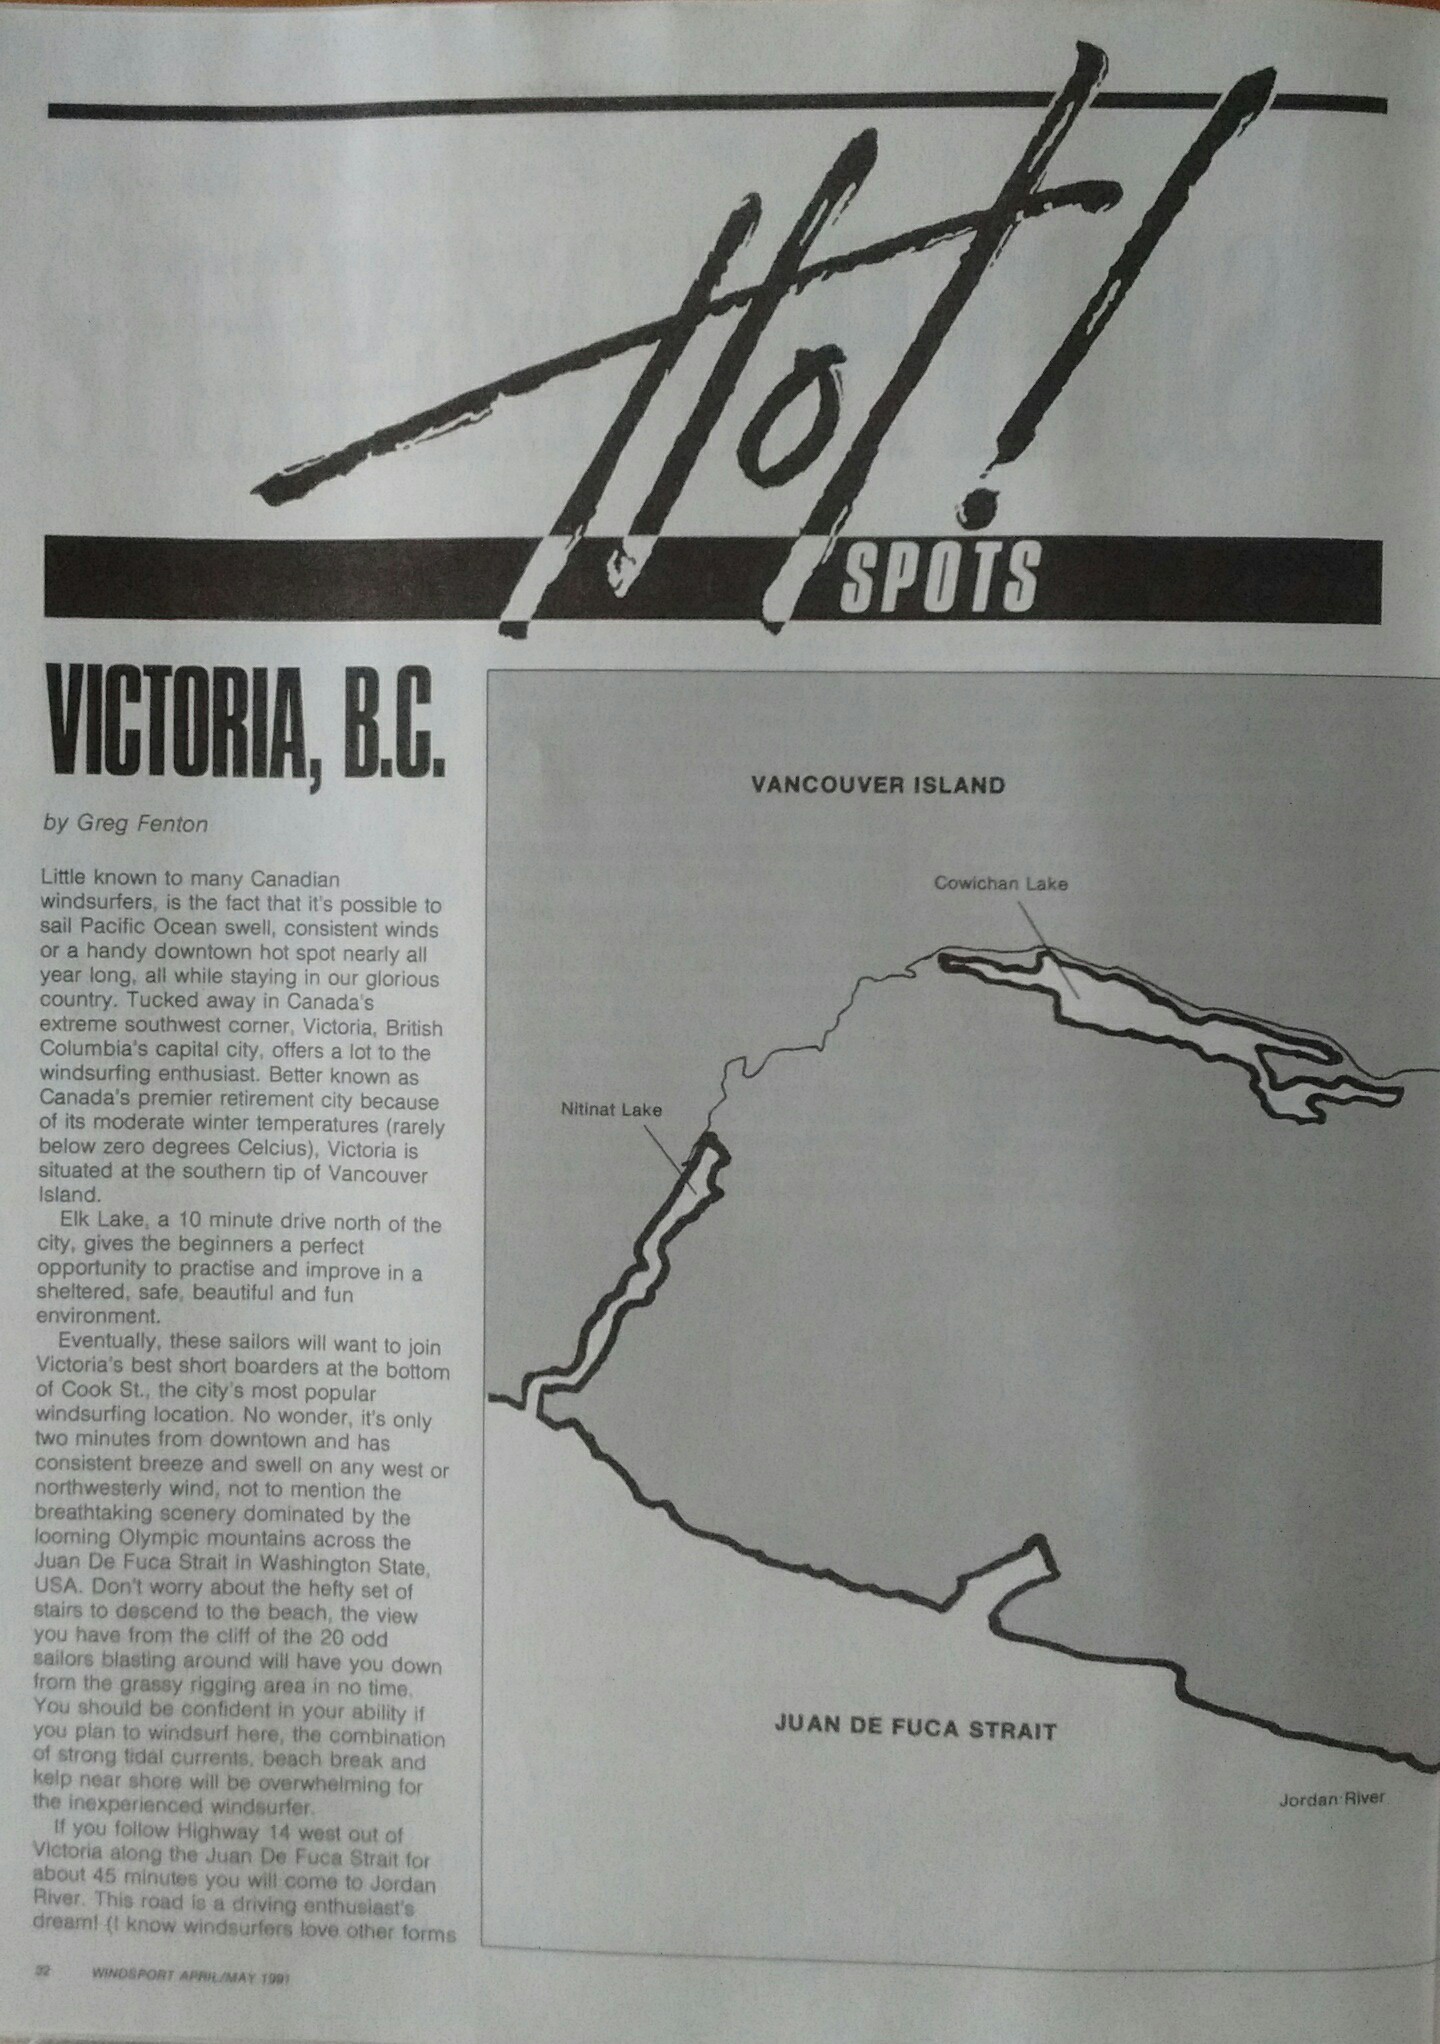 Hot!
SPOTS
VICTORIA, B.C.
by Greg Fenton
Little known to many Canadian
windsurfers, is the fact that it's possible to
sail Pacific Ocean swell, consistent winds
or a handy downtown hot spot nearly all
year long, all while staying in our glorious
country. Tucked away in Canada's
extreme southwest corner, Victoria, British
Columbia's capital city, offers a lot to the
windsurfing enthusiast. Better known as
Canada's premier retirement city because
of its moderate winter temperatures (rarely
below zero degrees Celcius), Victoria is
situated at the southern tip of Vancouver
Island.
Elk Lake, a 10 minute drive north of the
city, gives the beginners a perfect
opportunity to practise and improve in a
sheltered, safe, beautiful and fun
environment.
Eventually, these sailors will want to join
Victoria's best short boarders at the bottom
of Cook St., the city's most popular
windsurfing location. No wonder, it's only
two minutes from downtown and has
consistent breeze and swell on any west or
northwesterly wind, not to mention the
breathtaking scenery dominated by the
looming Olympic mountains across the
Juan De Fuca Strait in Washington State,
USA. Don't worry about the hefty set of
stairs to descend to the beach, the view
you have from the cliff of the 20 odd
sailors blasting around will have you down
from the grassy rigging area in no time.
You should be confident in your ability if
you plan to windsurf here, the combination
of strong tidal currents, beach break and
kelp near shore will be overwhelming for
the inexperienced windsurfer.
If you follow Highway 14 west out of
Victoria along the Juan De Fuca Strait for
about 45 minutes you will come to Jordan
River. This road is a driving enthusiast's
dream! (I know windsurfers love other forms
VANCOUVER ISLAND
Cowichan Lake
Nitinat Lake
JUAN DE FUCA STRAIT
Jordan River
32 WINDSPORT APRIL/MAY 1991